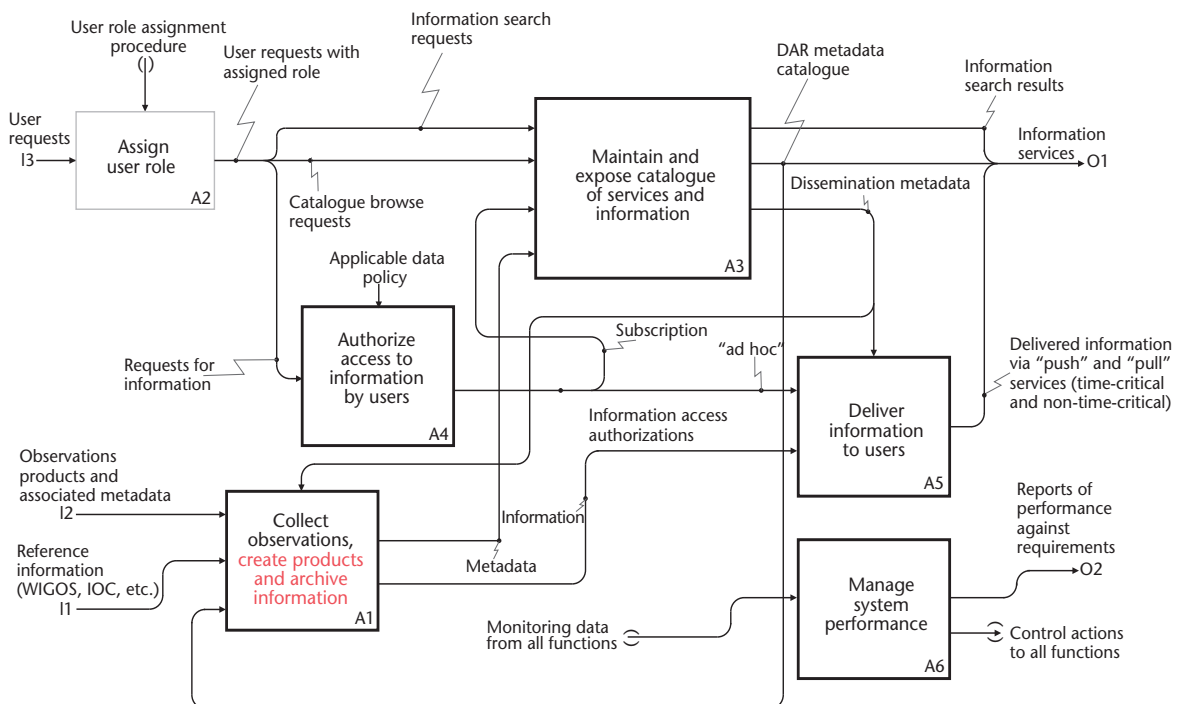 User role assignment
procedure
()
User requests with
assigned role
Information search
requests
DAR metadata
catalogue
Information
search results
User
requests
I3
Assign
user role
A2
Maintain and
expose catalogue
of services and
information
A3
Information
services
O1
Catalogue browse
requests
Dissemination metadata
Applicable data
policy
Authorize
access to
information
by users
A4
Requests for
information
Subscription
"ad hoc"
Delivered information
via “push” and “pull”
services (time-critical
and non-time-critical)
Deliver
information
to users
A5
Information access
authorizations
Observations
products and
associated metadata
I2
Reference
information
(WIGOS, IOC, etc.)
I1
Collect
observations,
create products
and archive
information
A1
Information
Metadata
Reports of
performance
against
requirements
O2
Manage
system
performance
A6
Monitoring data
from all functions
Control actions
to all functions